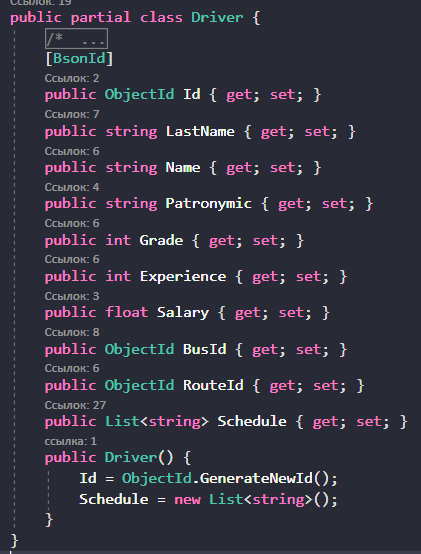 Ссылок: 19
public partial class Driver {
/* ...
[BsonId]
Ссылок: 2
public ObjectId Id { get; set; }
Ссылок: 7
public string LastName { get; set; }
Ссылок: 6
public string Name { get; set; }
Ссылок: 4
public string Patronymic { get; set; }
Ссылок: 6
public int Grade { get; set; }
Ссылок: 6
public int Experience { get; set; }
Ссылок: 3
public float Salary { get; set; }
Ссылок: 8
public ObjectId BusId { get; set; }
Ссылок: 6
public ObjectId RouteId { get; set; }
Ссылок: 27
public List<string> Schedule { get; set; }
ссылка: 1
public Driver() {
Id = ObjectId.GenerateNewId();
Schedule = new List<string>();
}
}